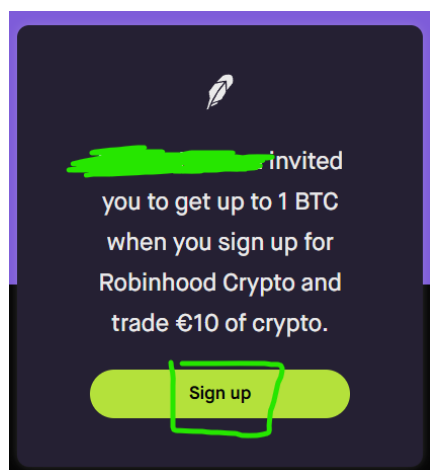 invited
you to get up to 1 BTC
when you sign up for
Robinhood Crypto and
trade €10 of crypto.
Sign up